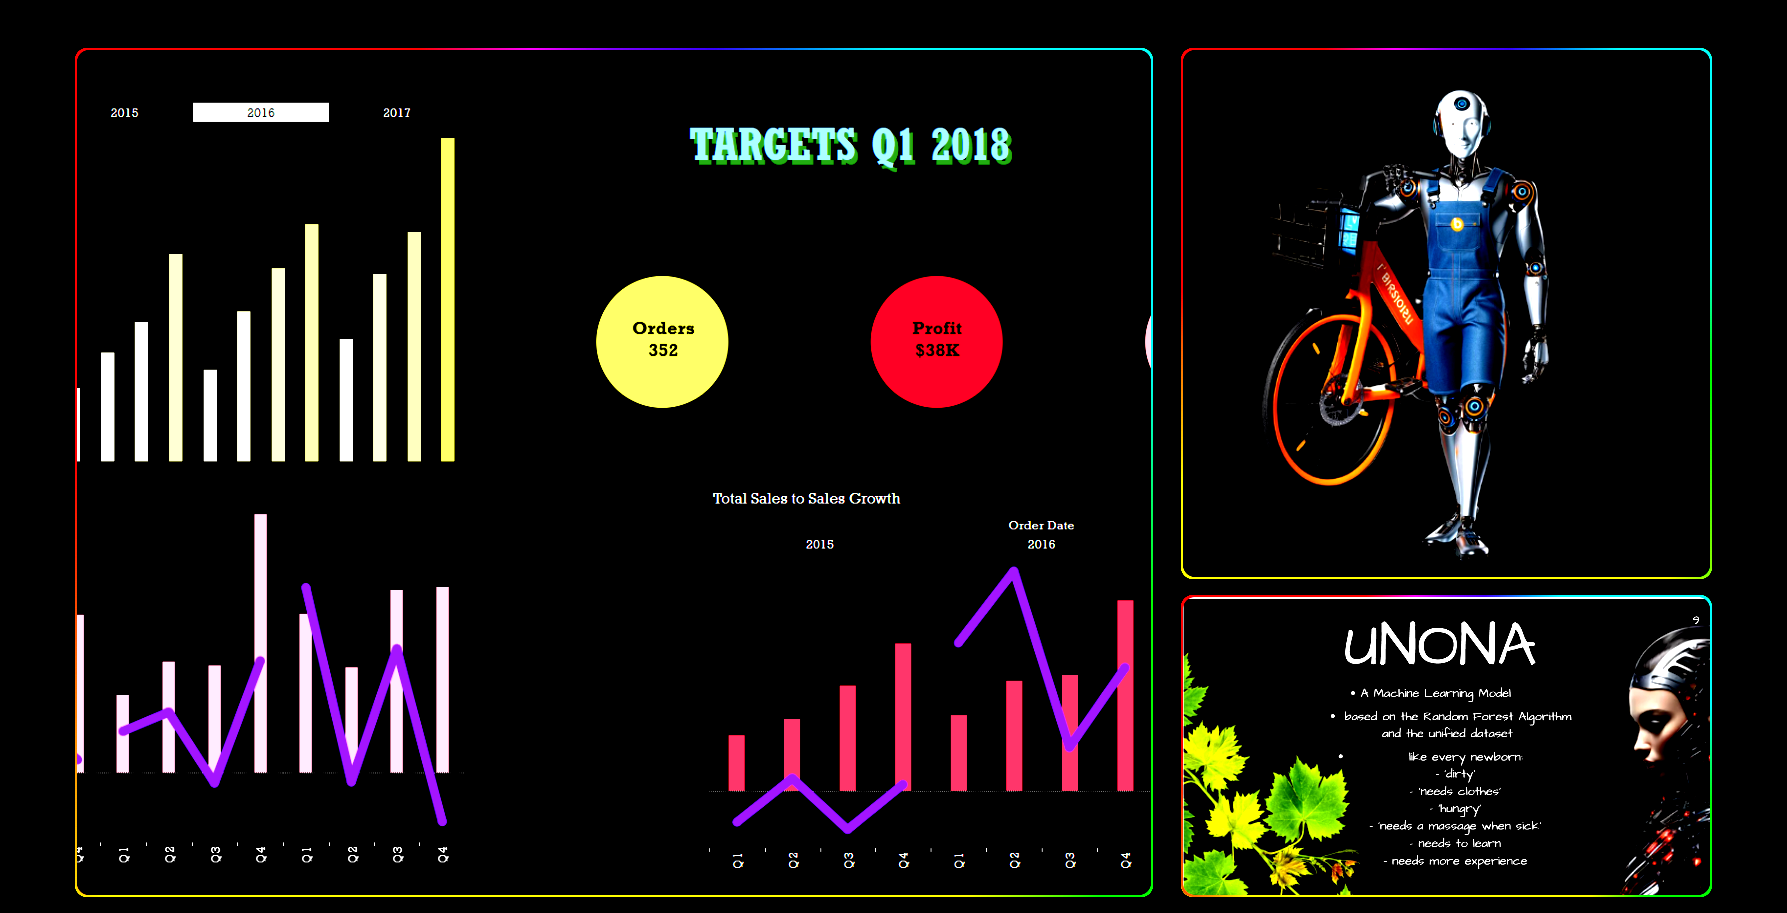 2015 2016 2017
TARGETS Q1 2018
Orders
352
Profit
$38K
Total Sales to Sales Growth
Order Date
2015 2016
Q4 Q1 Q2 Q3 Q4 Q1 Q2 Q3 Q4
Q1 Q2 Q3 Q4 Q1 Q2 Q3 Q4
9
UNONA
• A Machine Learning Model
• based on the Random Forest Algorithm
and the unified dataset
• like every newborn:
- 'dirty'
- 'needs clothes'
- 'hungry'
- 'needs a massage when sick'
- needs to learn
- needs more experience